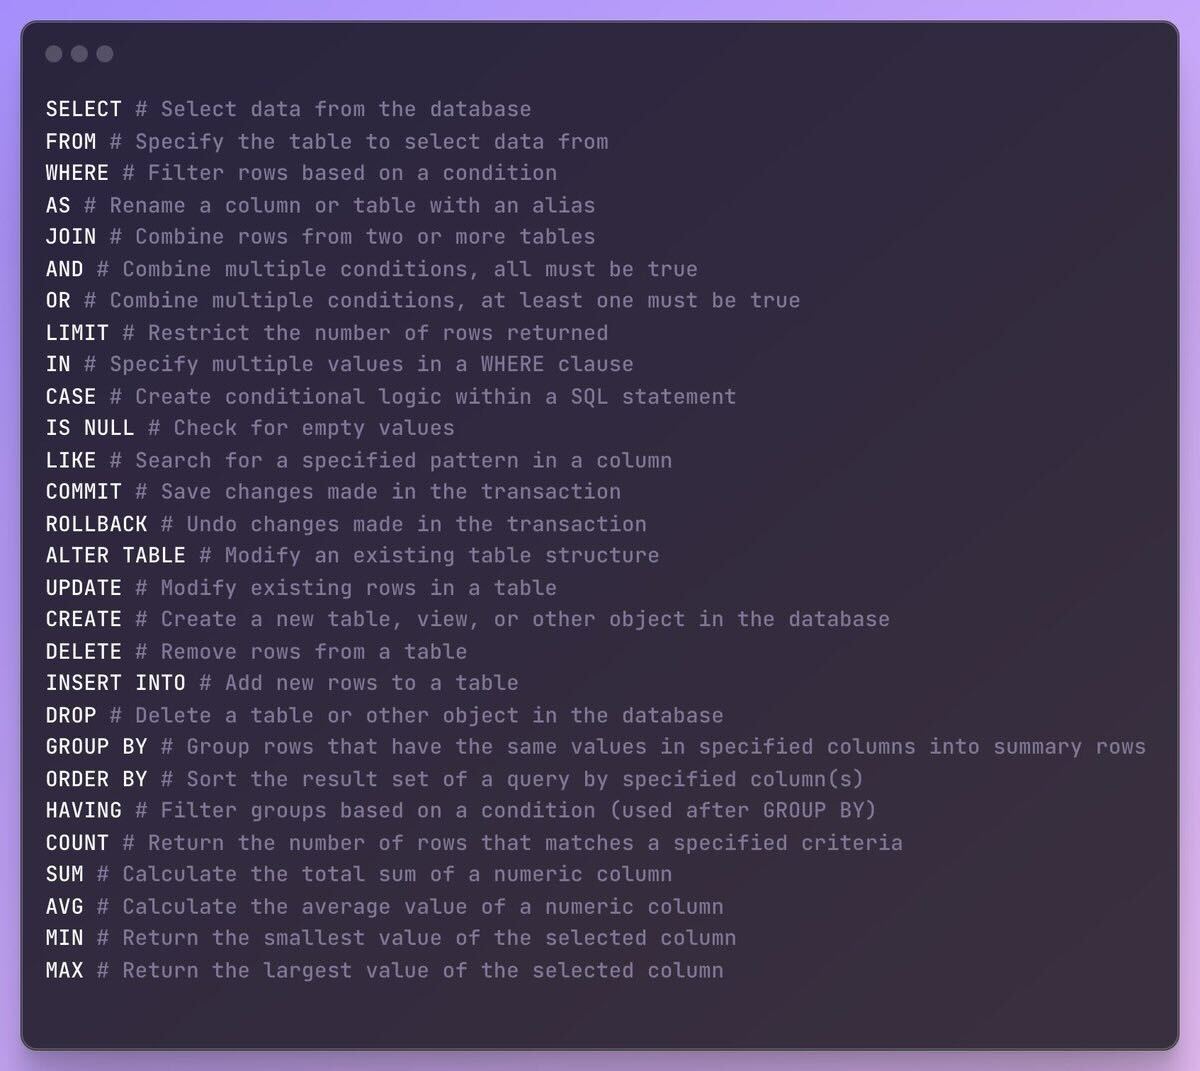 SELECT # Select data from the database
FROM # Specify the table to select data from
WHERE # Filter rows based on a condition
AS # Rename a column or table with an alias
JOIN # Combine rows from two or more tables
AND # Combine multiple conditions, all must be true
OR # Combine multiple conditions, at least one must be true
LIMIT # Restrict the number of rows returned
IN # Specify multiple values in a WHERE clause
CASE # Create conditional logic within a SQL statement
IS NULL # Check for empty values
LIKE # Search for a specified pattern in a column
COMMIT # Save changes made in the transaction
ROLLBACK # Undo changes made in the transaction
ALTER TABLE # Modify an existing table structure
UPDATE # Modify existing rows in a table
CREATE # Create a new table, view, or other object in the database
DELETE # Remove rows from a table
INSERT INTO # Add new rows to a table
DROP # Delete a table or other object in the database
GROUP BY # Group rows that have the same values in specified columns into summary rows
ORDER BY # Sort the result set of a query by specified column(s)
HAVING # Filter groups based on a condition (used after GROUP BY)
COUNT # Return the number of rows that matches a specified criteria
SUM # Calculate the total sum of a numeric column
AVG # Calculate the average value of a numeric column
MIN # Return the smallest value of the selected column
MAX # Return the largest value of the selected column